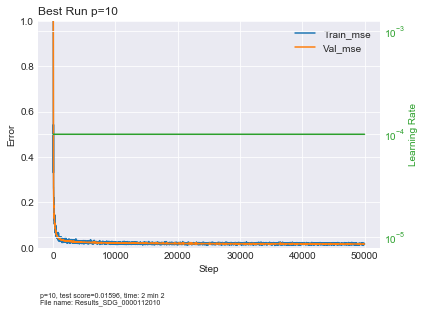 Best Run p=10
1.0
0.8
0.6
0.4
0.2
0.0
Error
0
10000
20000
30000
40000
50000
Step
Train_mse
Val_mse
10⁻³
10⁻⁴
10⁻⁵
Learning Rate
p=10, test score=0.01596, time: 2 min 2
File name: Results_SDG_0000112010